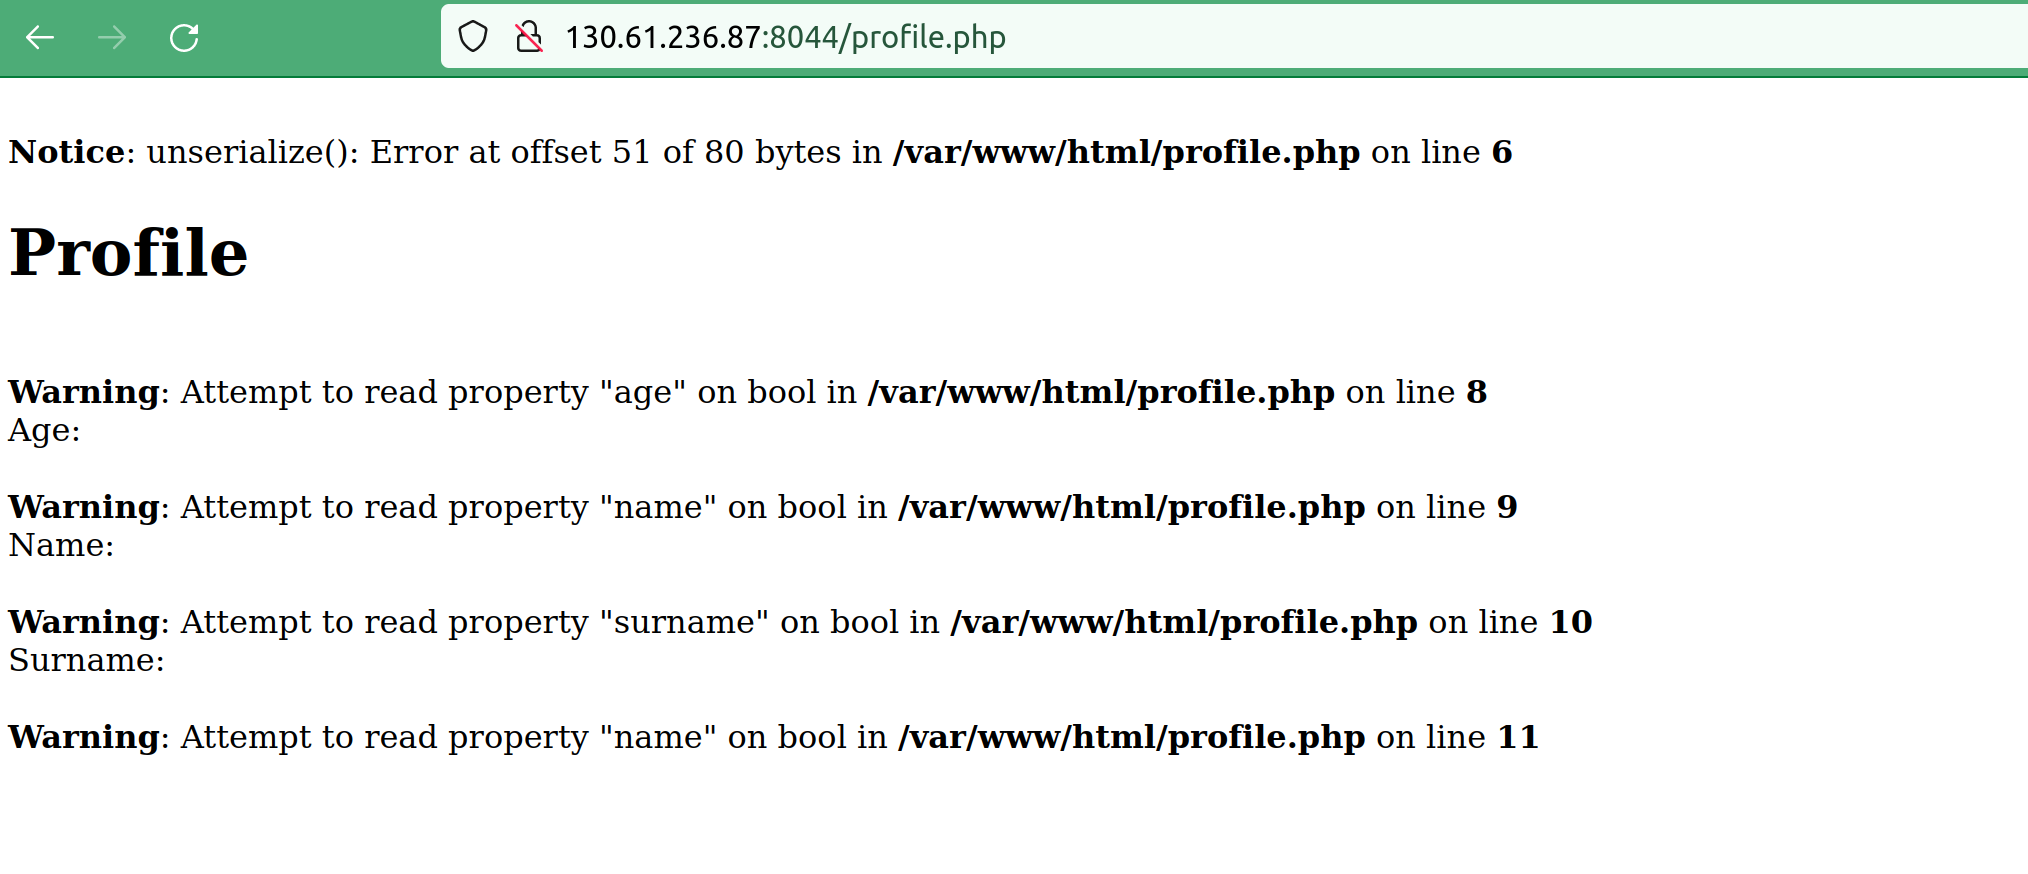 130.61.236.87:8044/profile.php
Notice: unserialize(): Error at offset 51 of 80 bytes in /var/www/html/profile.php on line 6
Profile
Warning: Attempt to read property "age" on bool in /var/www/html/profile.php on line 8
Age:
Warning: Attempt to read property "name" on bool in /var/www/html/profile.php on line 9
Name:
Warning: Attempt to read property "surname" on bool in /var/www/html/profile.php on line 10
Surname:
Warning: Attempt to read property "name" on bool in /var/www/html/profile.php on line 11